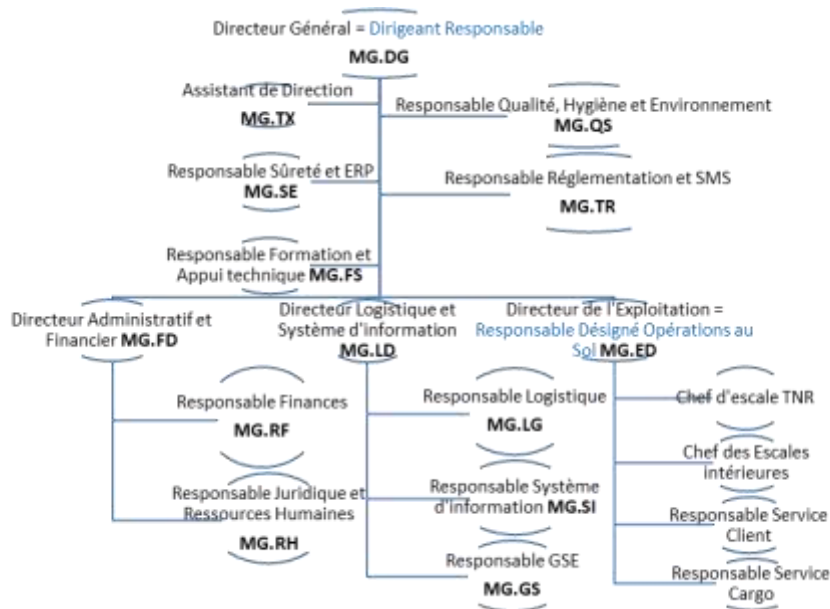 Directeur Général = Dirigeant Responsable
MG.DG
Assistant de Direction
MG.TX
Responsable Qualité, Hygiène et Environnement
MG.QS
Responsable Sûreté et ERP
MG.SE
Responsable Réglementation et SMS
MG.TR
Responsable Formation et
Appui technique MG.FS
Directeur Administratif et
Financier MG.FD
Directeur Logistique et
Système d'information
MG.LD
Directeur de l'Exploitation =
Responsable Désigné Opérations au
Sol MG.ED
Responsable Finances
MG.RF
Responsable Juridique et
Ressources Humaines
MG.RH
Responsable Logistique
MG.LG
Responsable Système
d'information MG.SI
Responsable GSE
MG.GS
Chef d'escale TNR
Chef des Escales
intérieures
Responsable Service
Client
Responsable Service
Cargo